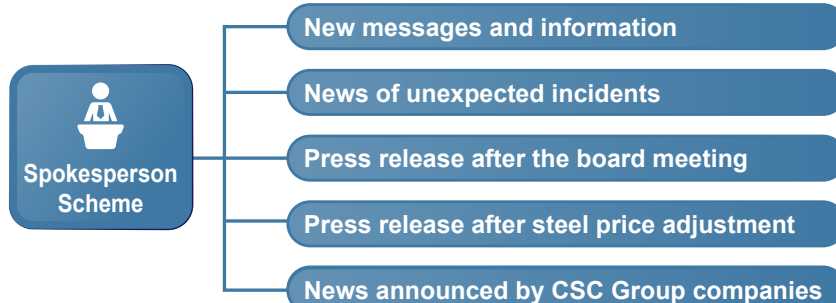 New messages and information
News of unexpected incidents
Spokesperson
Scheme
Press release after the board meeting
Press release after steel price adjustment
News announced by CSC Group companies